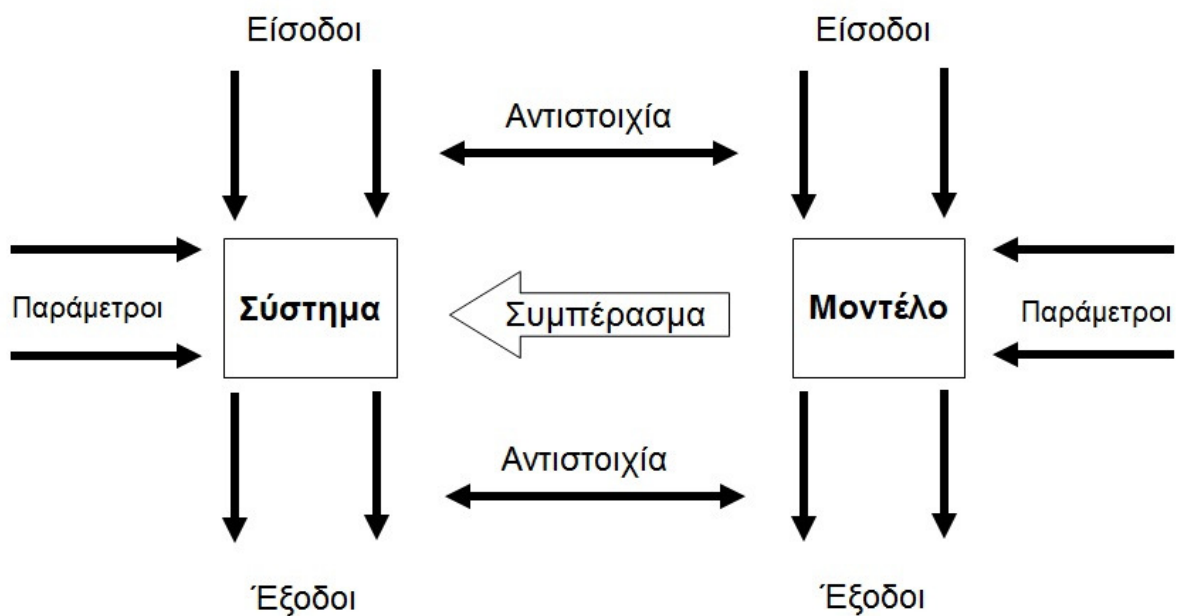 Είσοδοι
Είσοδοι
Αντιστοιχία
Παράμετροι
Σύστημα
Συμπέρασμα
Μοντέλο
Παράμετροι
Αντιστοιχία
Έξοδοι
Έξοδοι